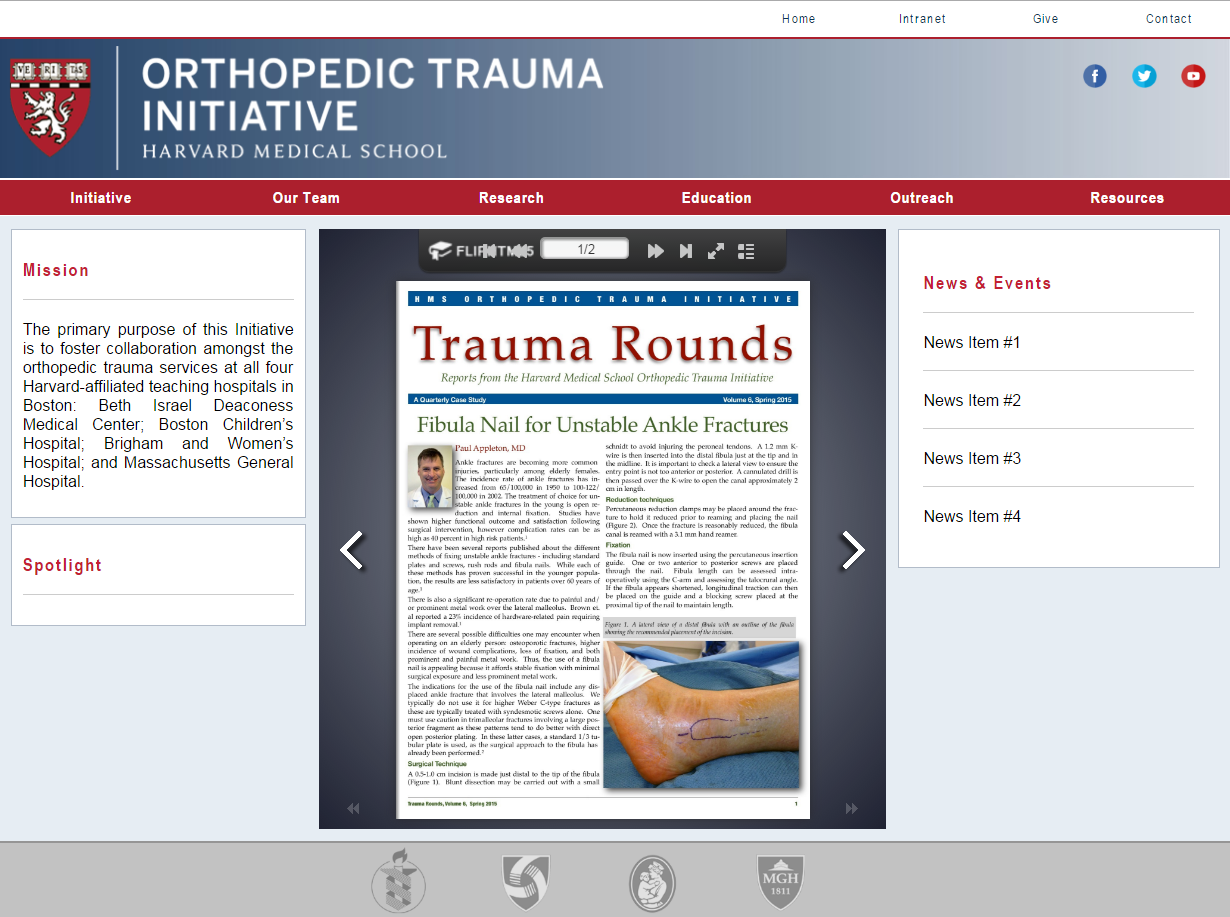 Home Intranet Give Contact
VE RI TAS
ORTHOPEDIC TRAUMA
INITIATIVE
HARVARD MEDICAL SCHOOL
Initiative Our Team Research Education Outreach Resources
Mission
The primary purpose of this Initiative
is to foster collaboration amongst the
orthopedic trauma services at all four
Harvard-affiliated teaching hospitals in
Boston: Beth Israel Deaconess
Medical Center; Boston Children's
Hospital; Brigham and Women's
Hospital; and Massachusetts General
Hospital.
Spotlight
1/2
HMS ORTHOPEDIC TRAUMA INITIATIVE
Trauma Rounds
Reports from the Harvard Medical School Orthopedic Trauma Initiative
A Quarterly Case Study Volume 6, Spring 2015
Fibula Nail for Unstable Ankle Fractures
Paul Appleton, MD
Ankle fractures are becoming more common
injuries, particularly among elderly females.
The incidence rate of ankle fractures has in-
creased from 65/100,000 in 1950 to 100-122/
100,000 in 2002. The treatment of choice for un-
stable ankle fractures in the young is open re-
duction and internal fixation. Studies have
shown higher functional outcome and satisfaction following
surgical intervention, however complication rates can be as
high as 40 percent in high risk patients.¹
There have been several reports published about the different
methods of fixing unstable ankle fractures - including standard
plates and screws, rush rods and fibula nails. While each of
these methods has proven successful in the younger popula-
tion, the results are less satisfactory in patients over 60 years of
age.²
There is also a significant re-operation rate due to painful and/
or prominent metal work over the lateral malleolus. Brown et.
al reported a 23% incidence of hardware-related pain requiring
implant removal.¹
There are several possible difficulties one may encounter when
operating on an elderly person: osteoporotic fractures, higher
incidence of wound complications, loss of fixation, and both
prominent and painful metal work. Thus, the use of a fibula
nail is appealing because it affords stable fixation with minimal
surgical exposure and less prominent metal work.
The indications for the use of the fibula nail include any dis-
placed ankle fracture that involves the lateral malleolus. We
typically do not use it for higher Weber C-type fractures as
these are typically treated with syndesmotic screws alone. One
must use caution in trimalleolar fractures involving a large pos-
terior fragment as these patterns tend to do better with direct
open posterior plating. In these latter cases, a standard 1/3 tu-
bular plate is used, as the surgical approach to the fibula has
already been performed.²
Surgical Technique
A 0.5-1.0 cm incision is made just distal to the tip of the fibula
(Figure 1). Blunt dissection may be carried out with a small
schnidt to avoid injuring the peroneal tendons. A 1.2 mm K-
wire is then inserted into the distal fibula just at the tip and in
the midline. It is important to check a lateral view to ensure the
entry point is not too anterior or posterior. A cannulated drill is
then passed over the K-wire to open the canal approximately 2
cm in length.
Reduction techniques
Percutaneous reduction clamps may be placed around the frac-
ture to hold it reduced prior to reaming and placing the nail
(Figure 2). Once the fracture is reasonably reduced, the fibula
canal is reamed with a 3.1 mm hand reamer.
Fixation
The fibula nail is now inserted using the percutaneous insertion
guide. One or two anterior to posterior screws are placed
through the nail. Fibula length can be assessed intra-
operatively using the C-arm and assessing the talocrural angle.
If the fibula appears shortened, longitudinal traction can then
be placed on the guide and a blocking screw placed at the
proximal tip of the nail to maintain length.
Figure 1. A lateral view of a distal fibula with an outline of the fibula
showing the recommended placement of the incision.
Trauma Rounds, Volume 6, Spring 2015 1
News & Events
News Item #1
News Item #2
News Item #3
News Item #4
MGH
1811